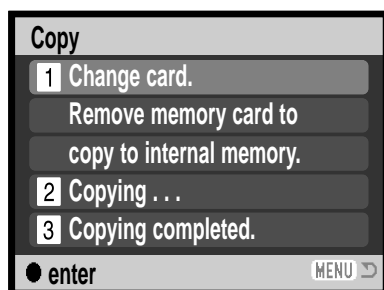 Copy
1 Change card.
Remove memory card to
copy to internal memory.
2 Copying . . .
3 Copying completed.
enter MENU